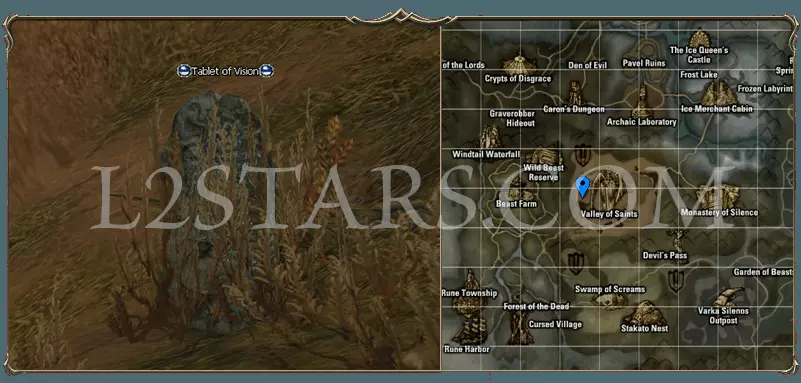 Tablet of Vision
of the Lords
Crypts of Disgrace
Den of Evil
Pavel Ruins
The Ice Queen's
Castle
Frost Lake
Sprin
Frozen Labyrint
Caron's Dungeon
Ice Merchant Cabin
Graverobber
Hideout
Archaic Laboratory
Windtail Waterfall
Wild Beast
Reserve
L2STARS.COM
Beast Farm
Valley of Saints
Monastery of Silence
Devil's Pass
Garden of Beasts
Rune Township
Swamp of Screams
Forest of the Dead
Cursed Village
Stakato Nest
Varka Silenos
Outpost
Rune Harbor